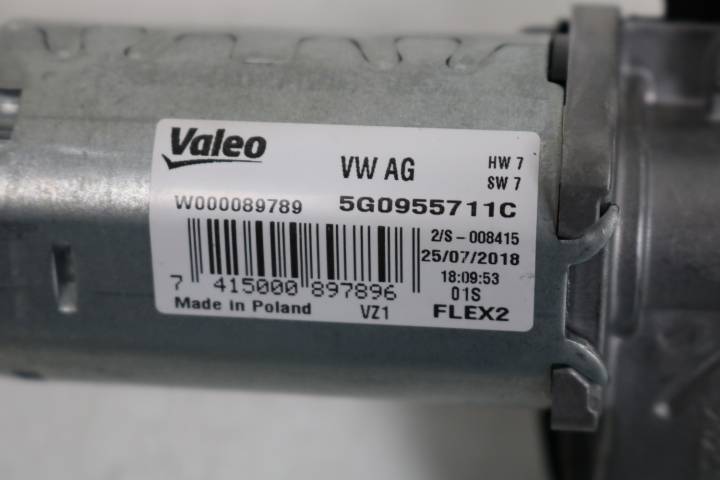 Valeo
VW AG
HW 7
SW 7
W000089789
5G0955711C
2/S - 008415
25/07/2018
18:09:53
7 415000 897896
01S
Made in Poland
VZ1
FLEX2